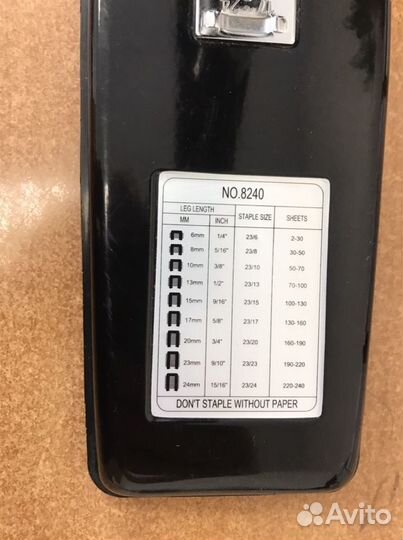 NO.8240
LEG LENGTH STAPLE SIZE SHEETS
MM INCH
6mm 1/4" 23/6 2-30
8mm 5/16" 23/8 30-50
10mm 3/8" 23/10 50-70
13mm 1/2" 23/13 70-100
15mm 9/16" 23/15 100-130
17mm 5/8" 23/17 130-160
20mm 3/4" 23/20 160-190
23mm 9/10" 23/23 190-220
24mm 15/16" 23/24 220-240
DON'T STAPLE WITHOUT PAPER
Avito